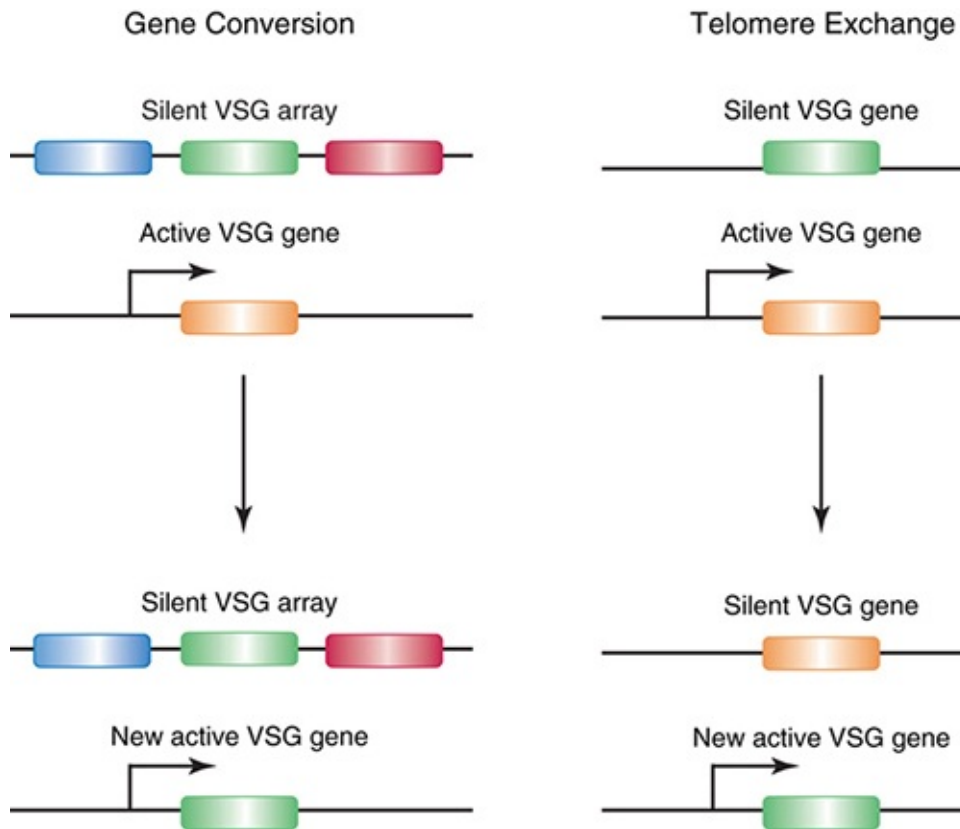 Gene Conversion
Telomere Exchange
Silent VSG array
Silent VSG gene
Active VSG gene
Active VSG gene
Silent VSG array
Silent VSG gene
New active VSG gene
New active VSG gene